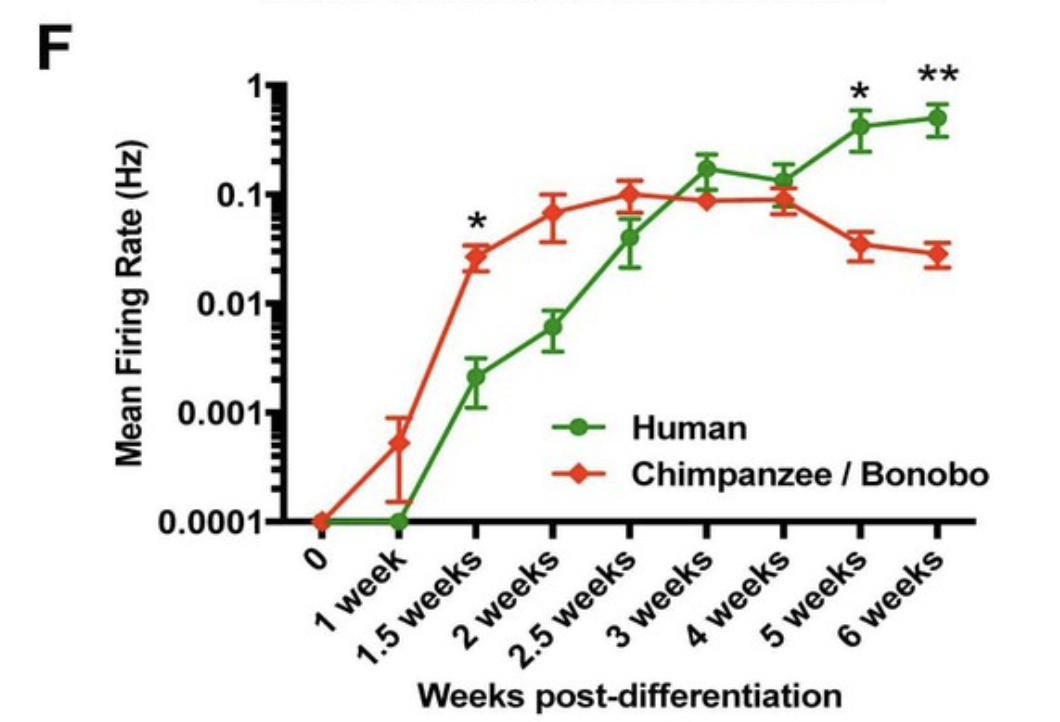 F
1
0.1
0.01
0.001
0.0001
Mean Firing Rate (Hz)
*
*
**
Human
Chimpanzee / Bonobo
0
1 week
1.5 weeks
2 weeks
2.5 weeks
3 weeks
4 weeks
5 weeks
6 weeks
Weeks post-differentiation